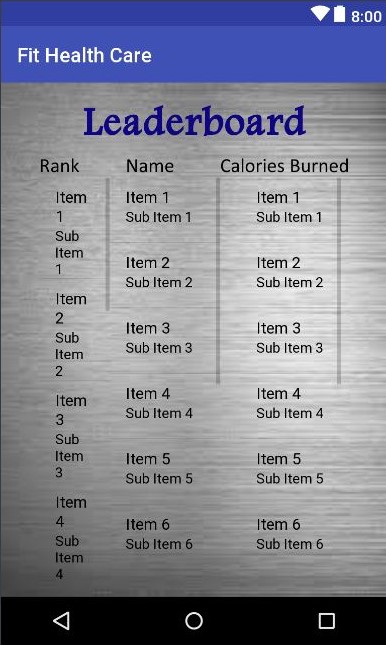 8:00
Fit Health Care
Leaderboard
Rank Name Calories Burned
Item
1
Sub
Item
1
Item
2
Sub
Item
2
Item
3
Sub
Item
3
Item
4
Sub
Item
4
Item 1
Sub Item 1
Item 2
Sub Item 2
Item 3
Sub Item 3
Item 4
Sub Item 4
Item 5
Sub Item 5
Item 6
Sub Item 6
Item 1
Sub Item 1
Item 2
Sub Item 2
Item 3
Sub Item 3
Item 4
Sub Item 4
Item 5
Sub Item 5
Item 6
Sub Item 6